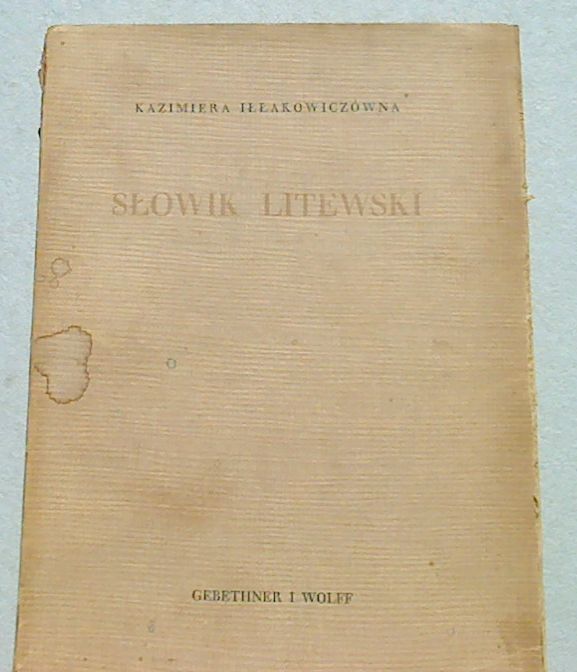 KAZIMIERA IŁŁAKOWICZÓWNA
SŁOWIK LITEWSKI
GEBETHNER I WOLFF